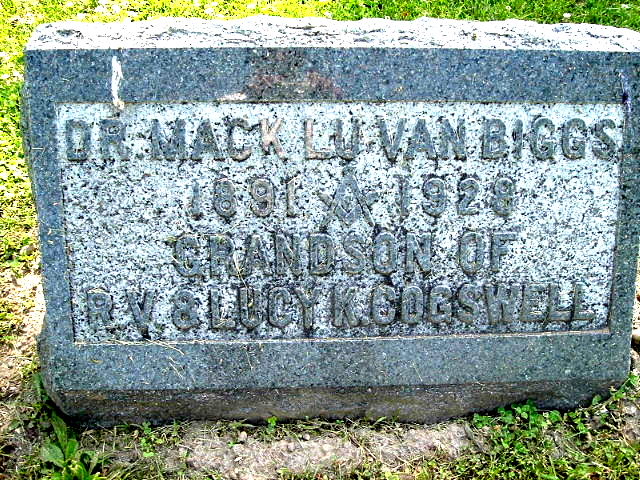 DR. MACK LU VAN BIGGS
1891 1928
GRANDSON OF
R.V. & LUCY K. COGSWELL